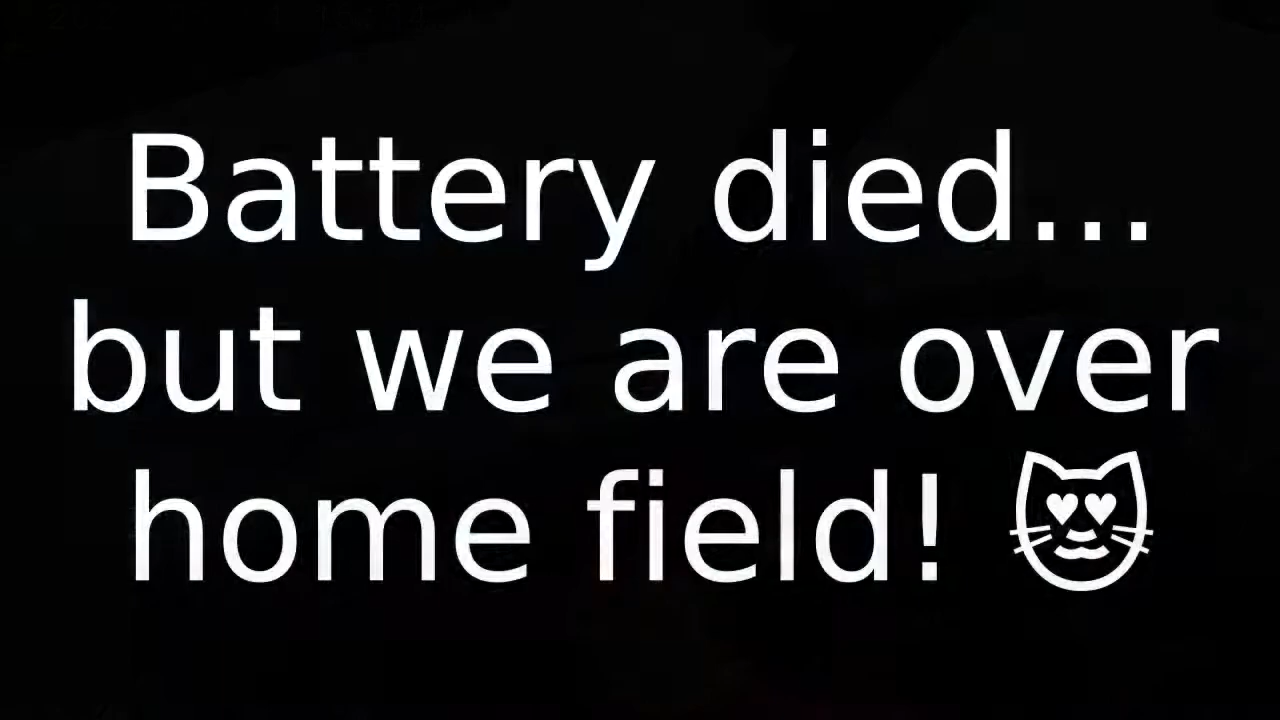 Battery died...
but we are over
home field! 😻